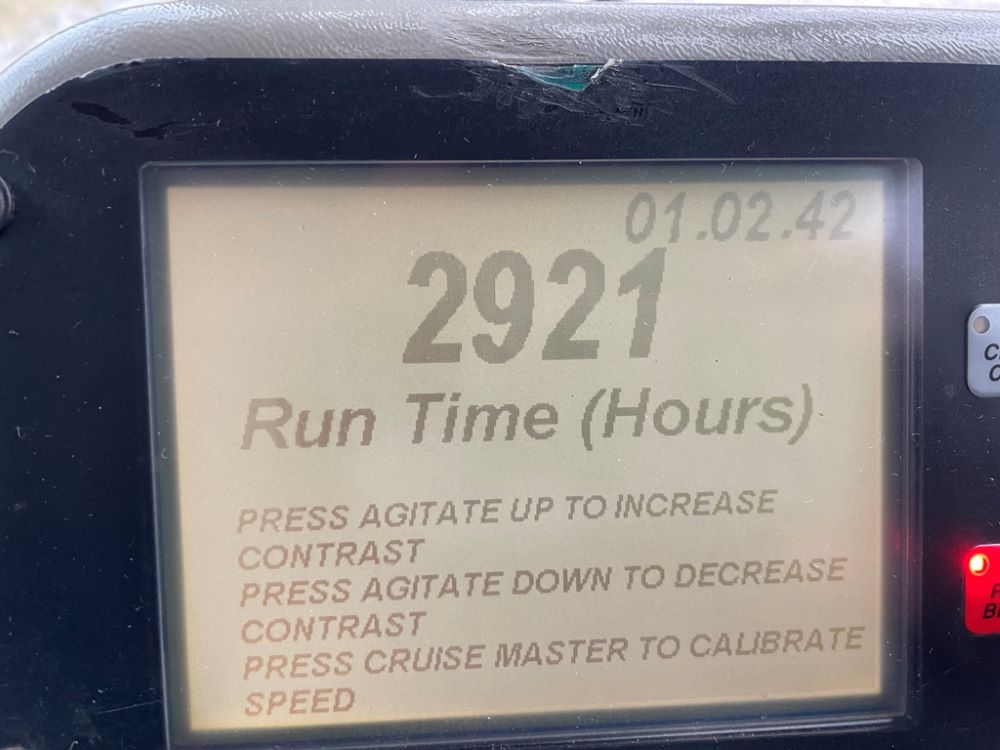 01.02.42
2921
Run Time (Hours)
PRESS AGITATE UP TO INCREASE
CONTRAST
PRESS AGITATE DOWN TO DECREASE
CONTRAST
PRESS CRUISE MASTER TO CALIBRATE
SPEED